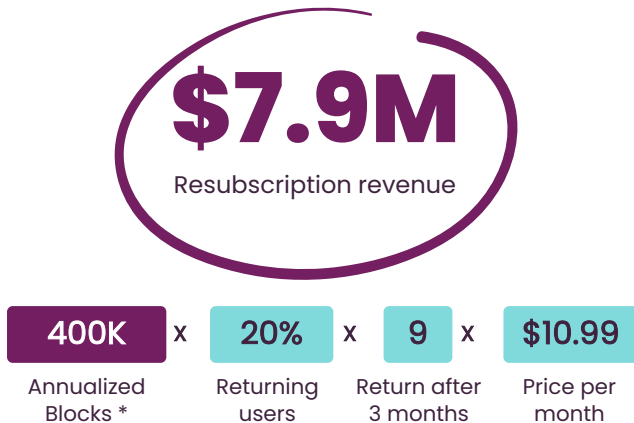 $7.9M
Resubscription revenue
400K x 20% x 9 x $10.99
Annualized Returning Return after Price per
Blocks * users 3 months month